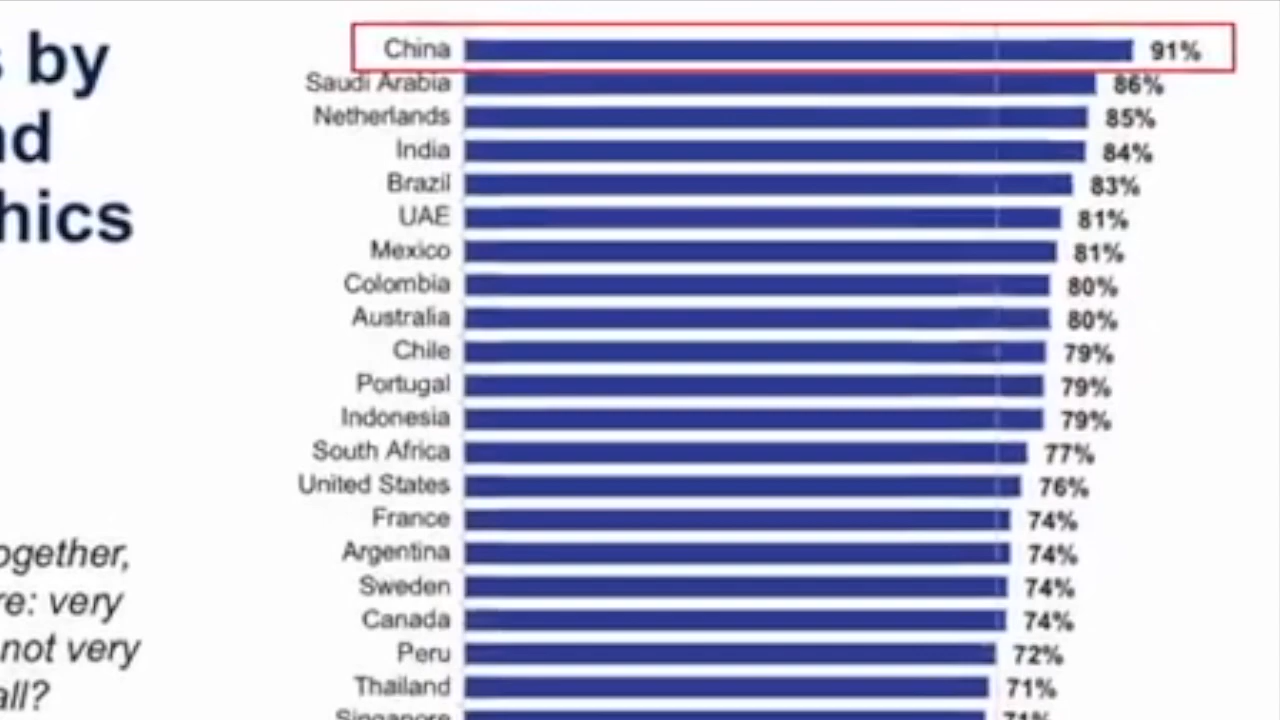 s by
nd
hics
ogether,
re: very
not very
all?
China 91%
Saudi Arabia 86%
Netherlands 85%
India 84%
Brazil 83%
UAE 81%
Mexico 81%
Colombia 80%
Australia 80%
Chile 79%
Portugal 79%
Indonesia 79%
South Africa 77%
United States 76%
France 74%
Argentina 74%
Sweden 74%
Canada 74%
Peru 72%
Thailand 71%
Singapore 71%